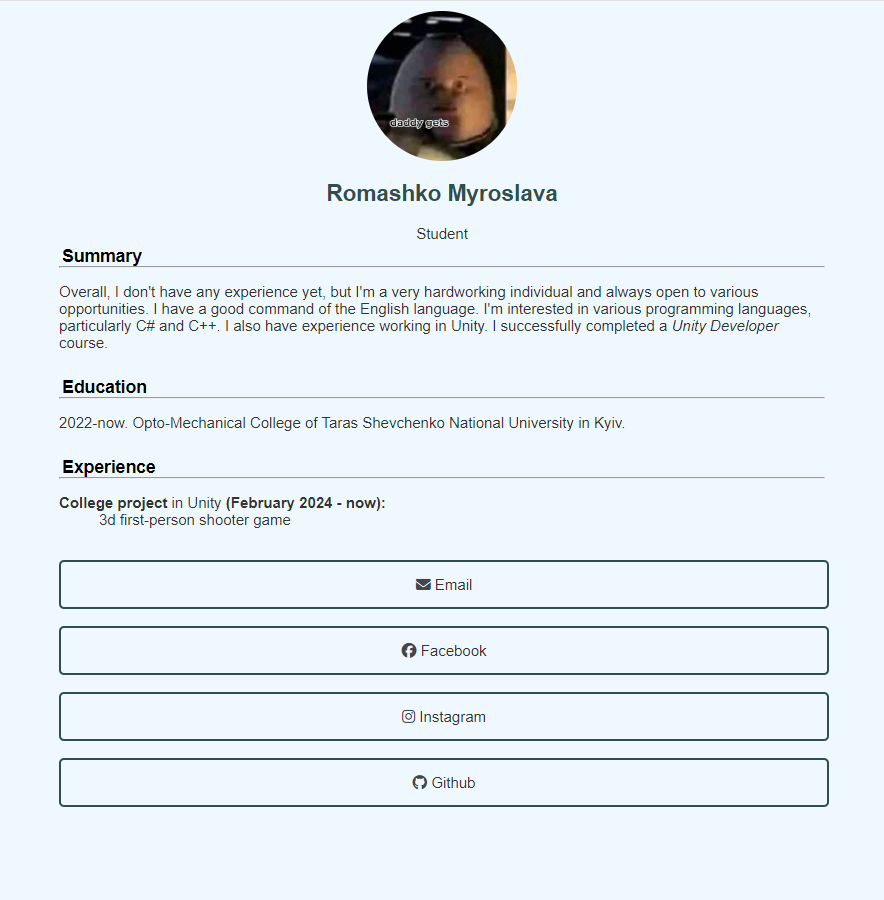 daddy gets
Romashko Myroslava
Student
Summary
Overall, I don't have any experience yet, but I'm a very hardworking individual and always open to various
opportunities. I have a good command of the English language. I'm interested in various programming languages,
particularly C# and C++. I also have experience working in Unity. I successfully completed a Unity Developer
course.
Education
2022-now. Opto-Mechanical College of Taras Shevchenko National University in Kyiv.
Experience
College project in Unity (February 2024 - now):
3d first-person shooter game
Email
Facebook
Instagram
Github